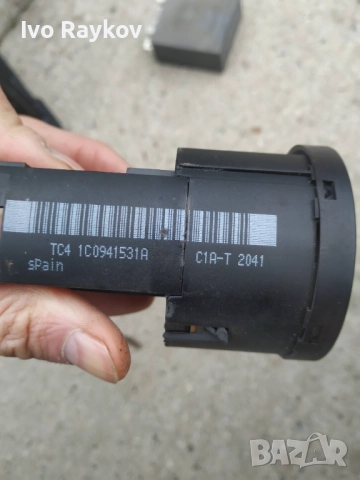 Ivo Raykov
TC4 1C0941531A C1A-T 2041
sPain
BAZAR